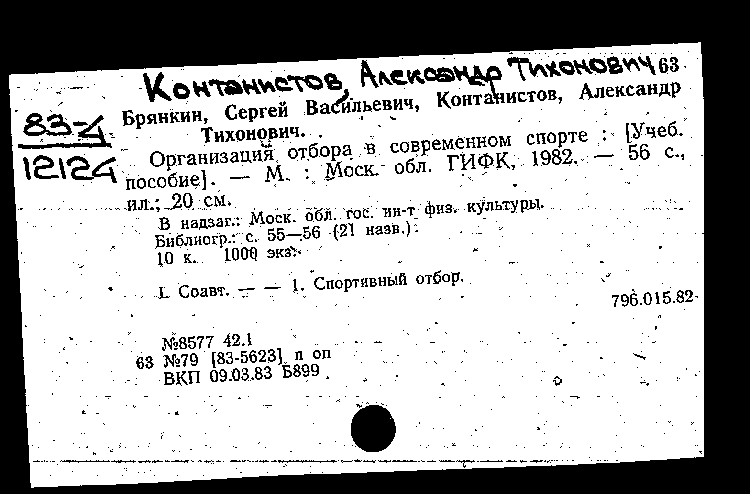 Контанистов, Александр Тихонович 63
83-4
12124
Брянкин, Сергей Васильевич, Контанистов, Александр
Тихонович.
Организация отбора в современном спорте : [Учеб.
пособие]. — М. : Моск. обл. ГИФК, 1982. — 56 с.,
ил.; 20 см.
В надзаг.: Моск. обл. гос. ин-т физ. культуры.
Библиогр.: с. 55—56 (21 назв.).
10 к. 1000 экз.
I. Соавт. — — 1. Спортивный отбор.
796.015.82
№8577 42.1
63 №79 [83-5623] п оп
ВКП 09.03.83 Б899